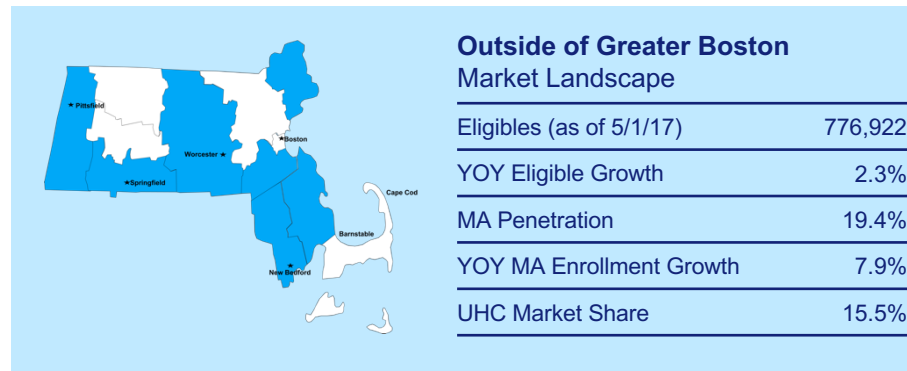 Outside of Greater Boston
Market Landscape
Eligibles (as of 5/1/17) 776,922
YOY Eligible Growth 2.3%
MA Penetration 19.4%
YOY MA Enrollment Growth 7.9%
UHC Market Share 15.5%
Pittsfield
Boston
Worcester
Springfield
Cape Cod
Barnstable
New Bedford